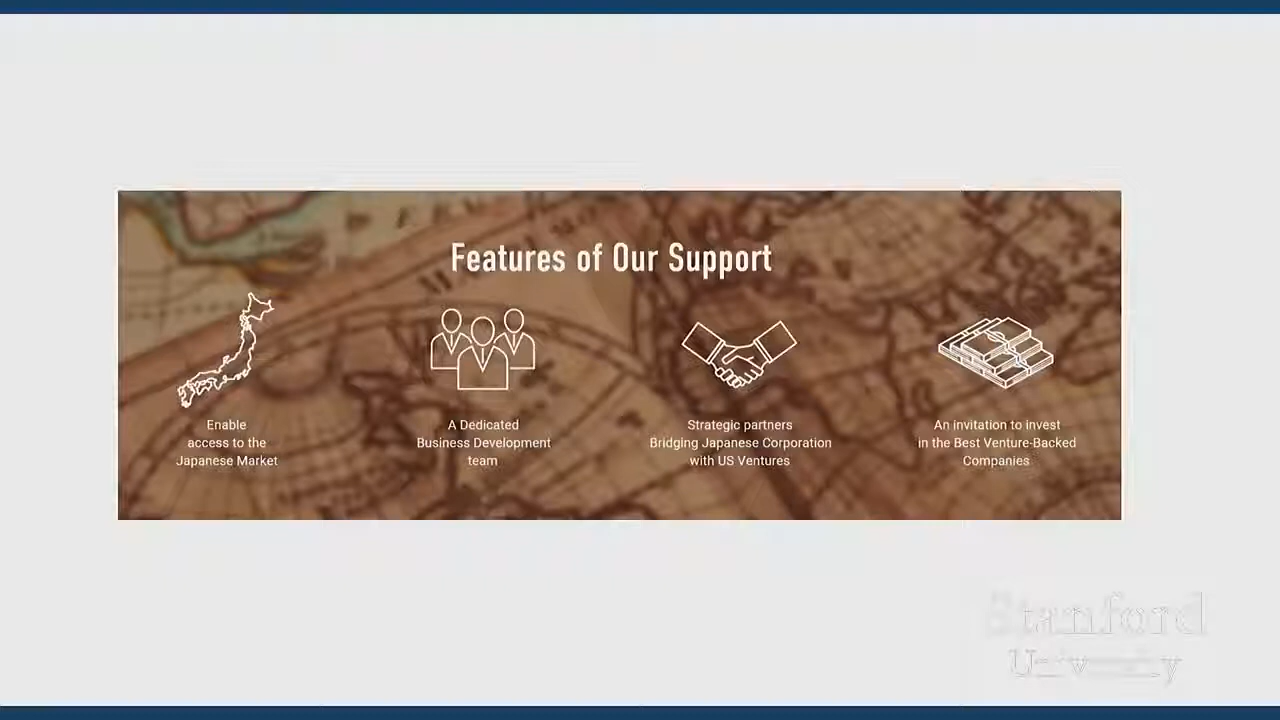 Features of Our Support
Enable
access to the
Japanese Market
A Dedicated
Business Development
team
Strategic partners
Bridging Japanese Corporation
with US Ventures
An invitation to invest
in the Best Venture-Backed
Companies
Stanford
University